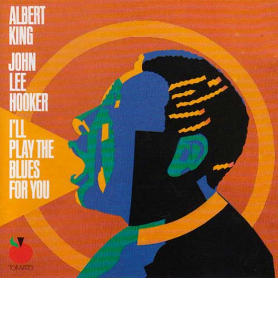 ALBERT
KING
JOHN
LEE
HOOKER
I'LL
PLAY THE
BLUES
FOR YOU
TOMATO